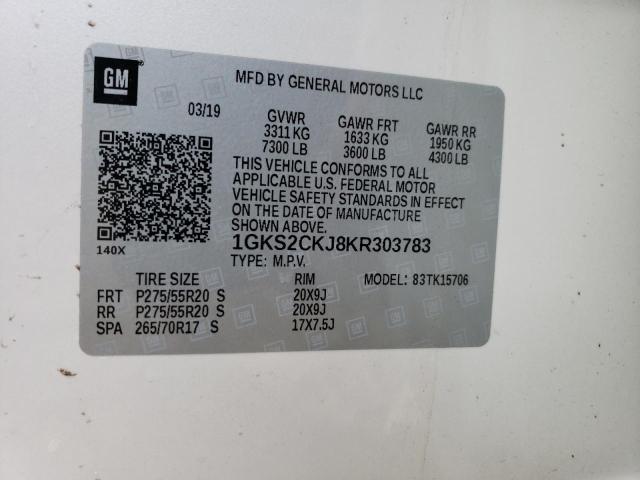 GM
MFD BY GENERAL MOTORS LLC
03/19 GVWR GAWR FRT GAWR RR
3311 KG 1633 KG 1950 KG
7300 LB 3600 LB 4300 LB
THIS VEHICLE CONFORMS TO ALL
APPLICABLE U.S. FEDERAL MOTOR
VEHICLE SAFETY STANDARDS IN EFFECT
ON THE DATE OF MANUFACTURE
SHOWN ABOVE.
140X
1GKS2CKJ8KR303783
TYPE: M.P.V. MODEL: 83TK15706
TIRE SIZE RIM
FRT P275/55R20 S 20X9J
RR P275/55R20 S 20X9J
SPA 265/70R17 S 17X7.5J